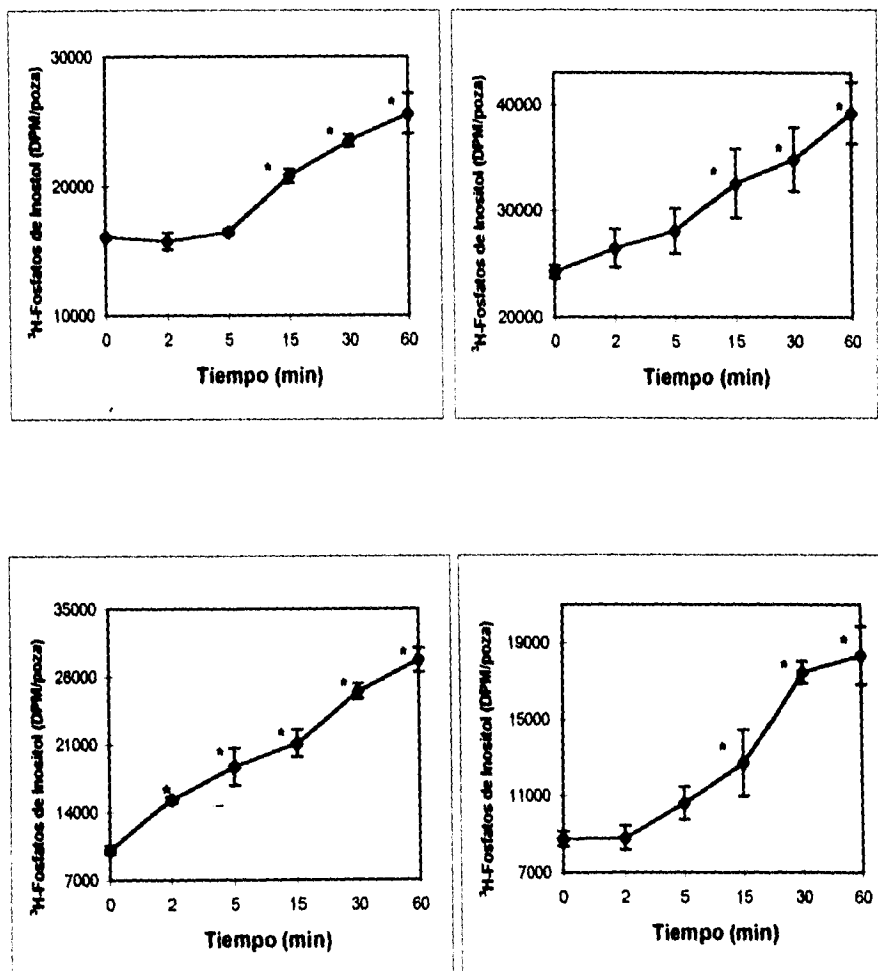 ³H-Fosfatos de Inostol (DPM/poza)
30000
20000
10000
*
*
*
0 2 5 15 30 60
Tiempo (min)
³H-Fosfatos de Inositol (DPM/poza)
40000
30000
20000
*
*
*
0 2 5 15 30 60
Tiempo (min)
³H-Fosfatos de Inositol (DPM/poza)
35000
28000
21000
14000
7000
*
*
*
*
*
0 2 5 15 30 60
Tiempo (min)
³H-Fosfatos de Inositol (DPM/poza)
19000
15000
11000
7000
*
*
*
0 2 5 15 30 60
Tiempo (min)